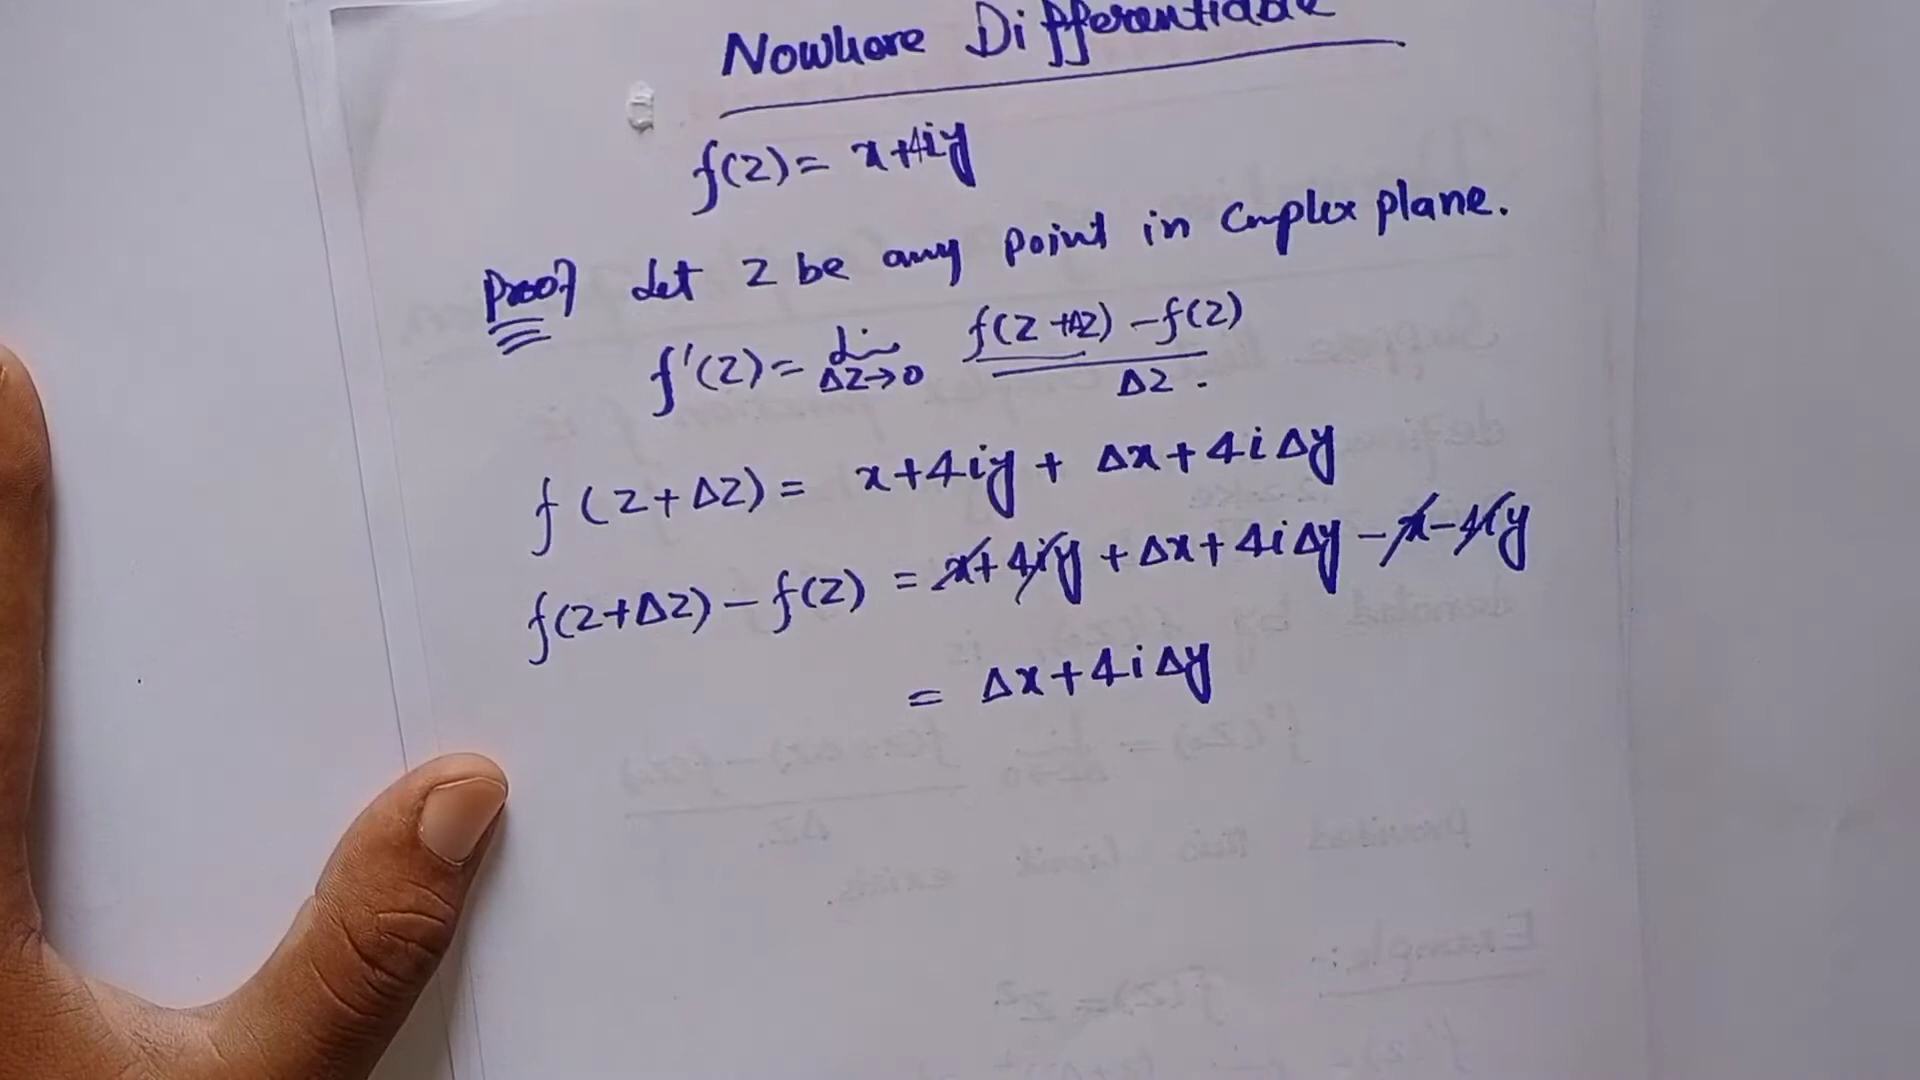 Nowhere Differentiable
f(z) = x+4iy
Proof Let z be any point in complex plane.
f'(z) = lim Δz→0 f(z+Δz) - f(z) / Δz.
f(z+Δz) = x+4iy + Δx+4iΔy
f(z+Δz) - f(z) = x+4iy + Δx+4iΔy - x - 4iy
= Δx+4iΔy